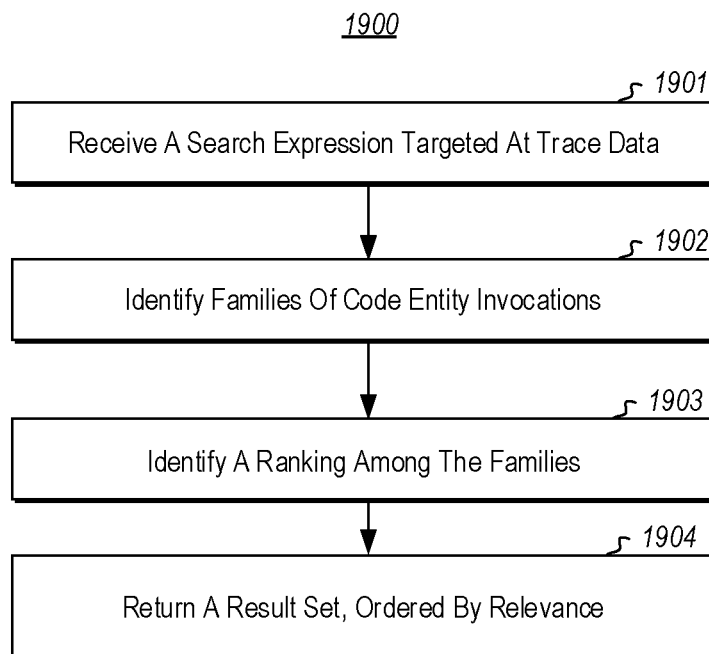 1900
1901
Receive A Search Expression Targeted At Trace Data
1902
Identify Families Of Code Entity Invocations
1903
Identify A Ranking Among The Families
1904
Return A Result Set, Ordered By Relevance